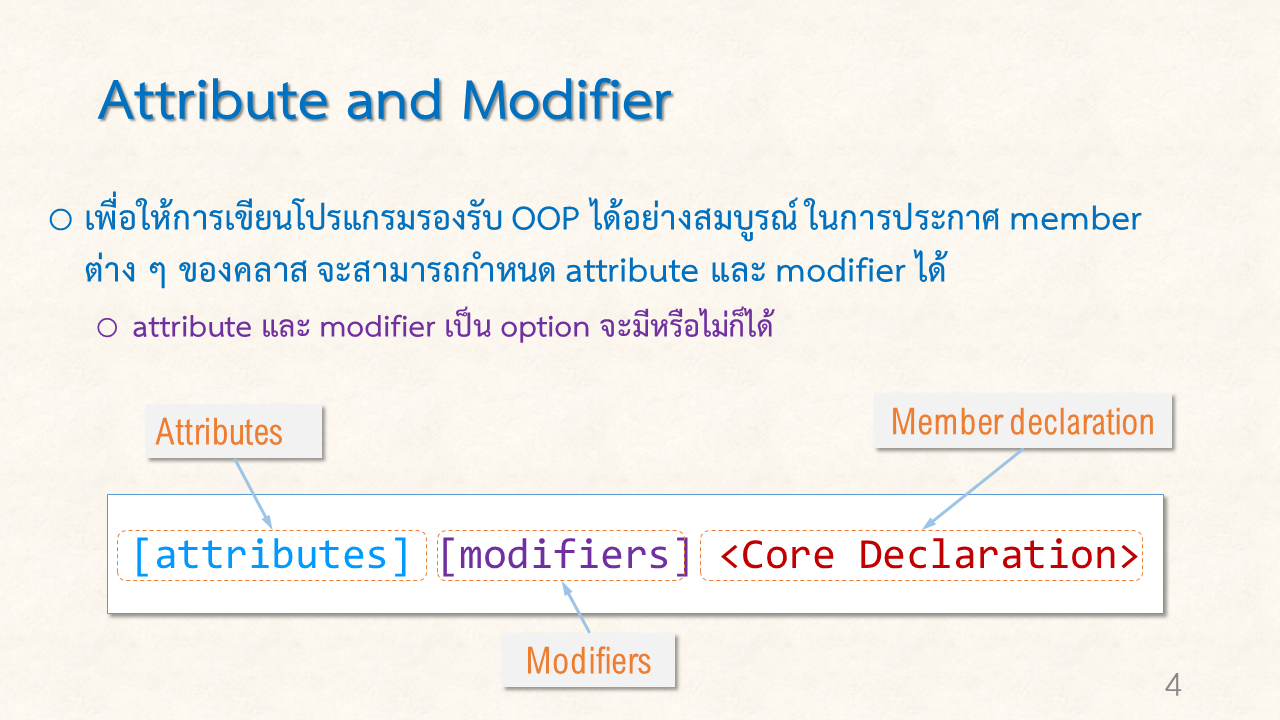 Attribute and Modifier
เพื่อให้การเขียนโปรแกรมรองรับ OOP ได้อย่างสมบูรณ์ ในการประกาศ member
ต่าง ๆ ของคลาส จะสามารถกำหนด attribute และ modifier ได้
attribute และ modifier เป็น option จะมีหรือไม่ก็ได้
Attributes
Member declaration
[attributes] [modifiers] <Core Declaration>
Modifiers
4